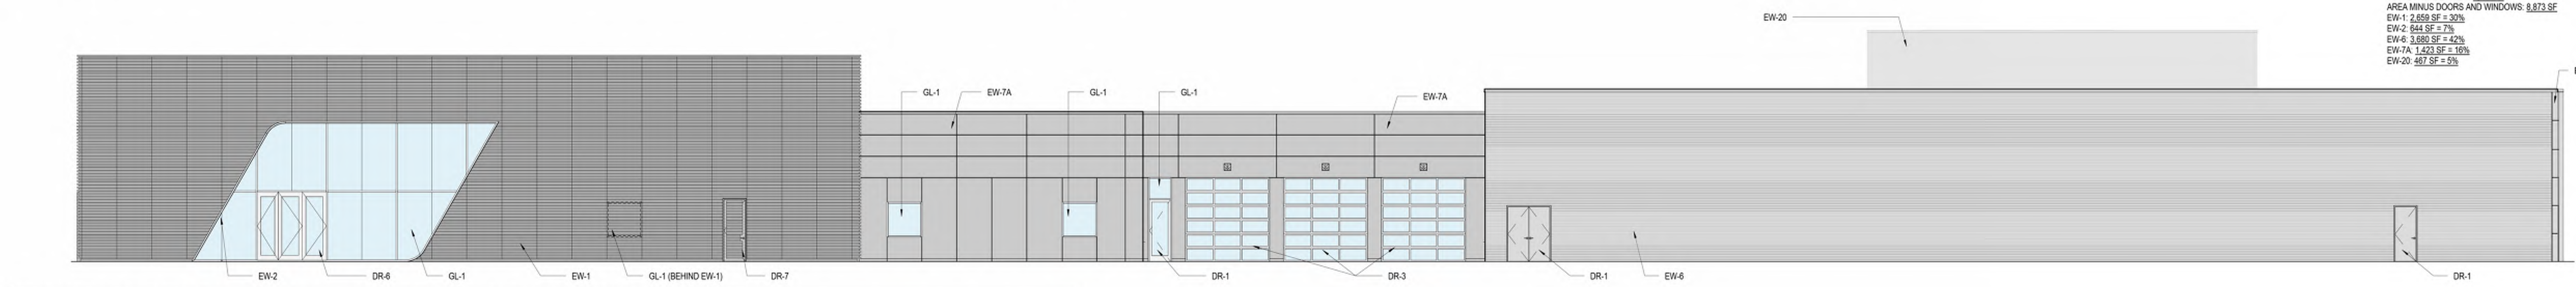 AREA MINUS DOORS AND WINDOWS: 8,873 SF
EW-1: 2,659 SF = 30%
EW-2: 644 SF = 7%
EW-6: 3,680 SF = 42%
EW-7A: 1,423 SF = 16%
EW-20: 467 SF = 5%
EW-20
GL-1
EW-7A
GL-1
GL-1
EW-7A
EW-2
DR-6
GL-1
EW-1
GL-1 (BEHIND EW-1)
DR-7
DR-1
DR-3
DR-1
EW-6
DR-1